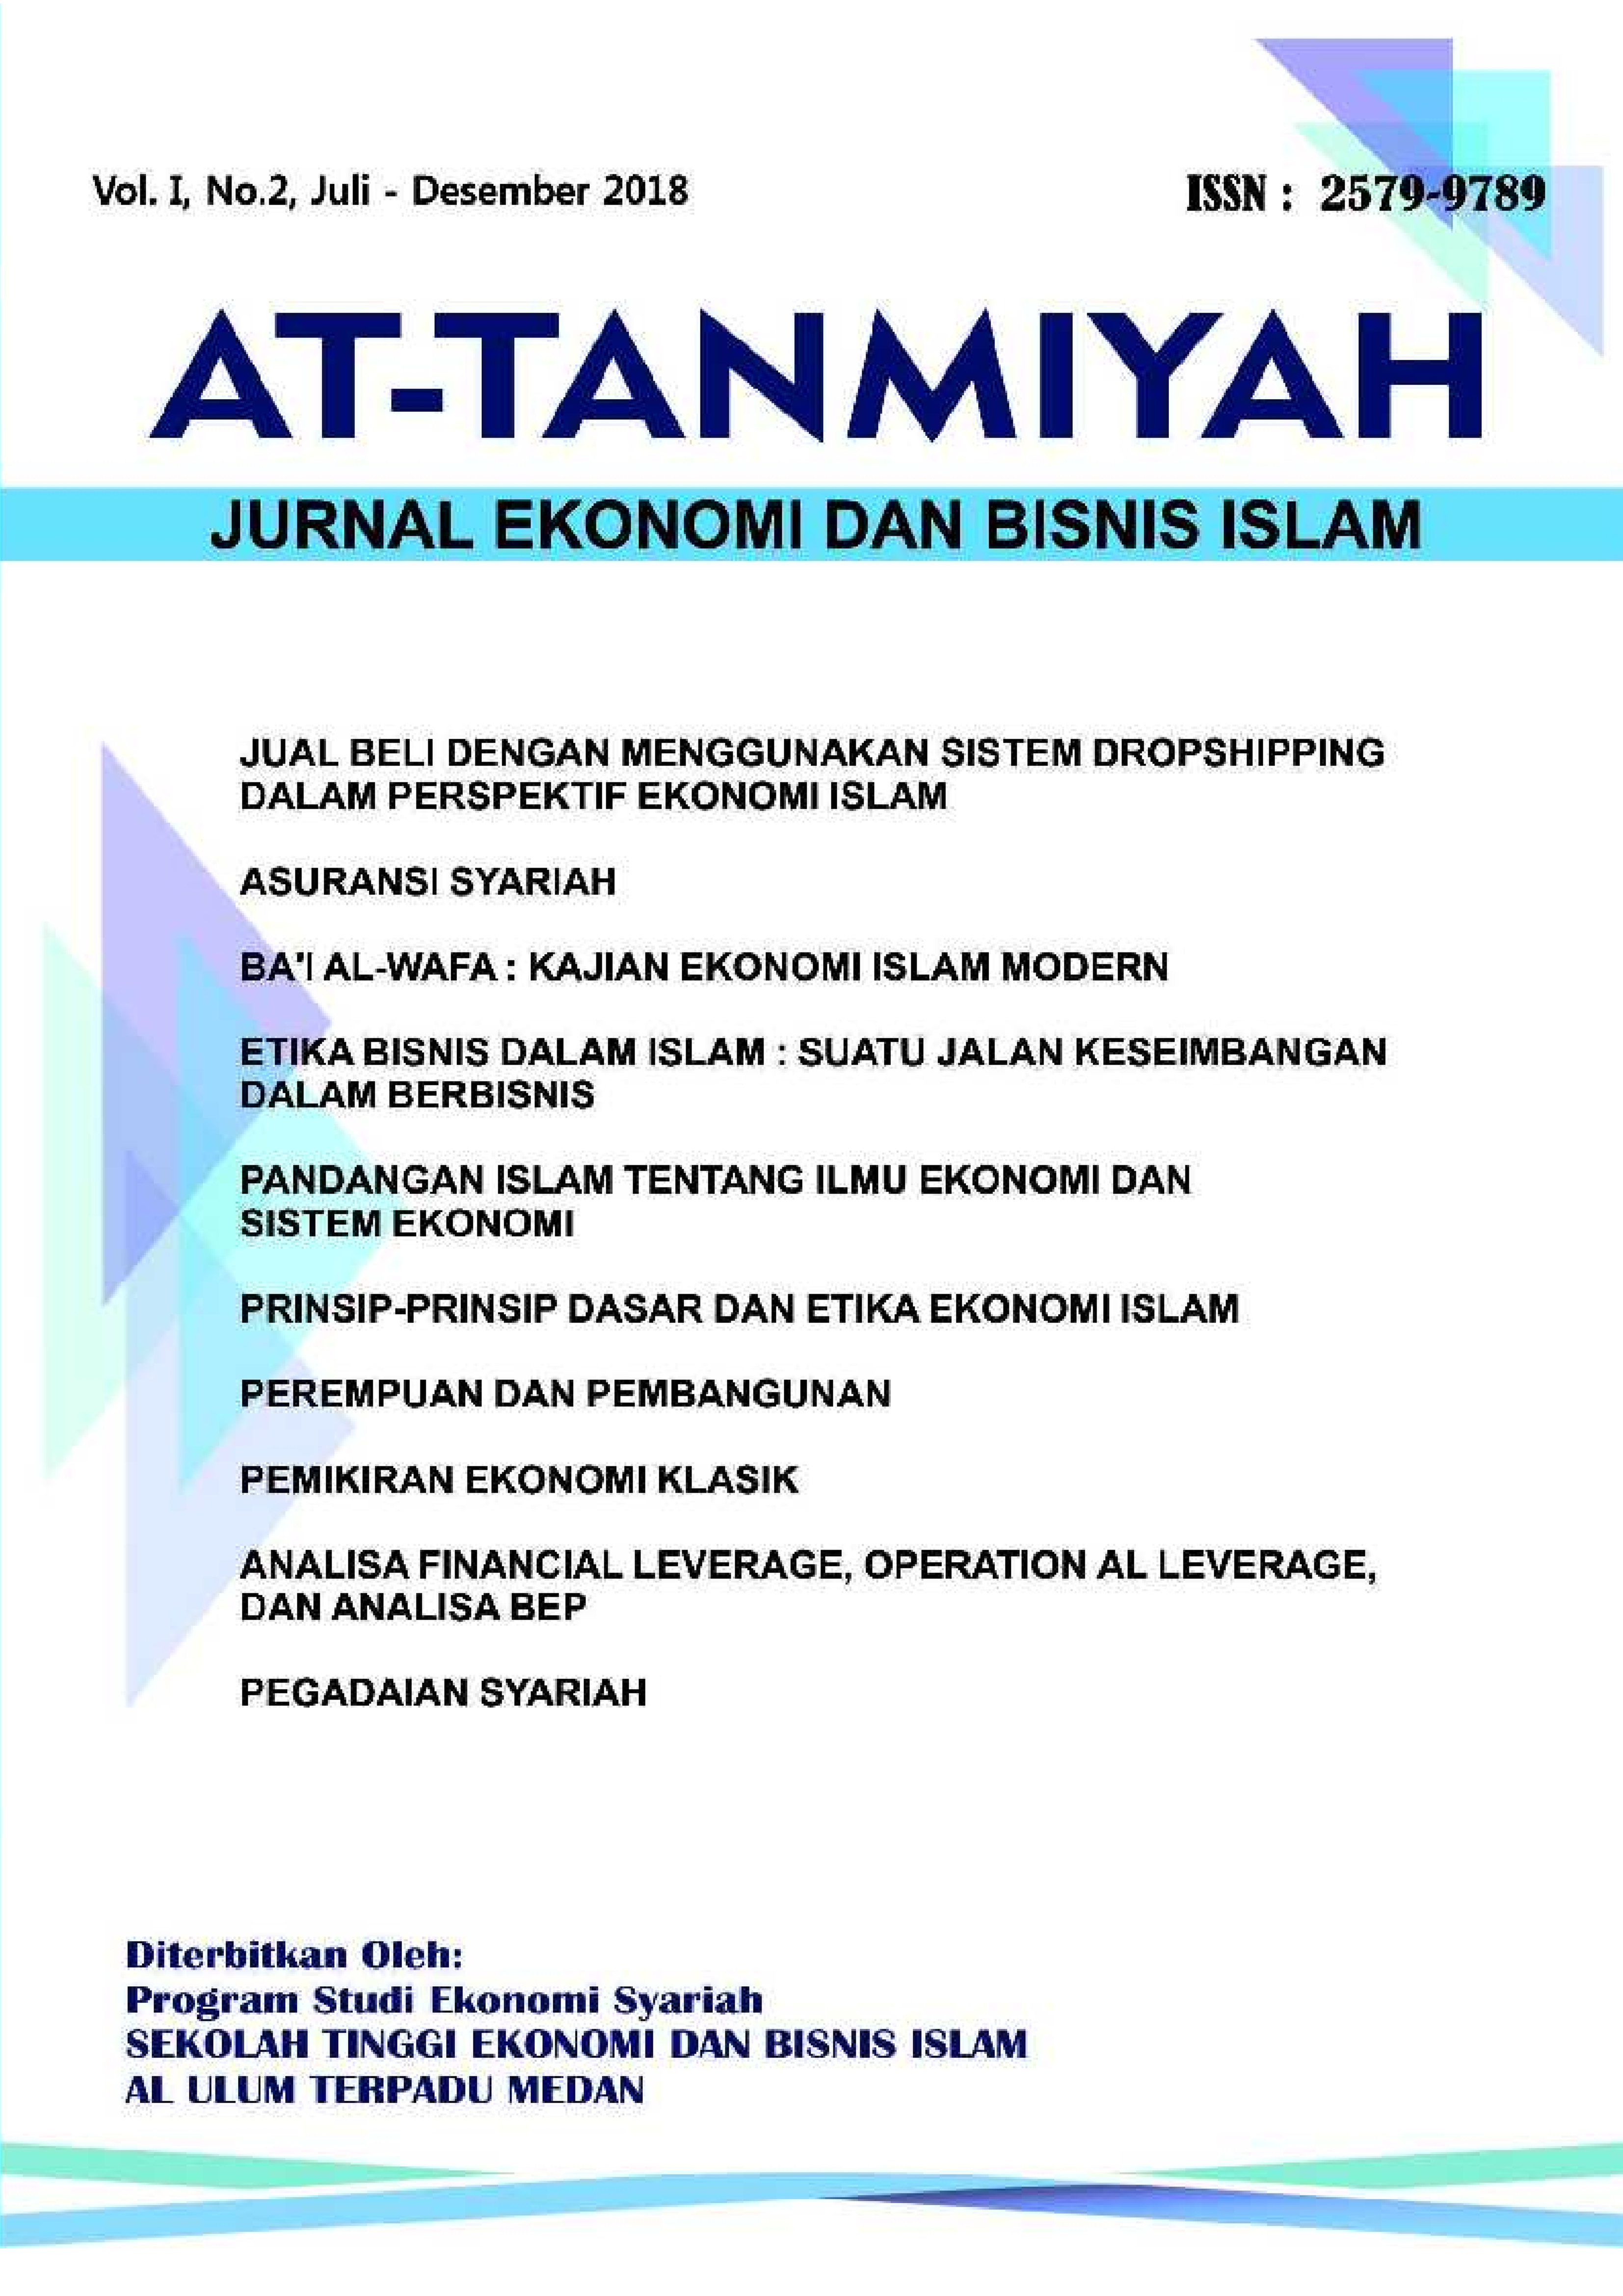 Vol. I, No.2, Juli - Desember 2018
ISSN : 2579-9789
AT-TANMIYAH
JURNAL EKONOMI DAN BISNIS ISLAM
JUAL BELI DENGAN MENGGUNAKAN SISTEM DROPSHIPPING
DALAM PERSPEKTIF EKONOMI ISLAM
ASURANSI SYARIAH
BA'I AL-WAFA : KAJIAN EKONOMI ISLAM MODERN
ETIKA BISNIS DALAM ISLAM : SUATU JALAN KESEIMBANGAN
DALAM BERBISNIS
PANDANGAN ISLAM TENTANG ILMU EKONOMI DAN
SISTEM EKONOMI
PRINSIP-PRINSIP DASAR DAN ETIKA EKONOMI ISLAM
PEREMPUAN DAN PEMBANGUNAN
PEMIKIRAN EKONOMI KLASIK
ANALISA FINANCIAL LEVERAGE, OPERATION AL LEVERAGE,
DAN ANALISA BEP
PEGADAIAN SYARIAH
Diterbitkan Oleh:
Program Studi Ekonomi Syariah
SEKOLAH TINGGI EKONOMI DAN BISNIS ISLAM
AL ULUM TERPADU MEDAN